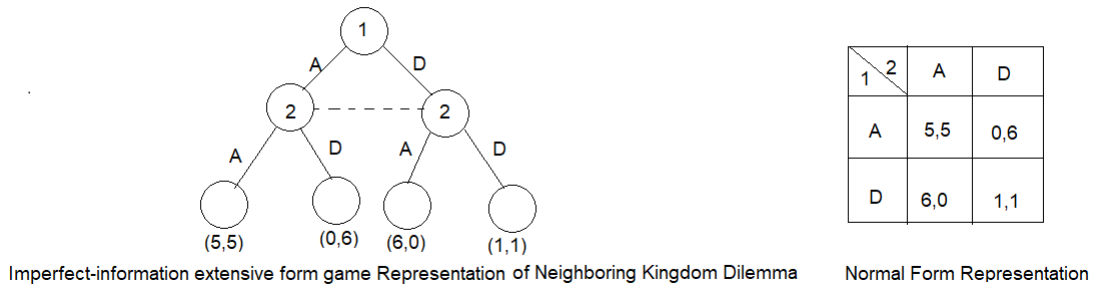 1
A D
2 2
A D A D
(5,5) (0,6) (6,0) (1,1)
Imperfect-information extensive form game Representation of Neighboring Kingdom Dilemma
1 2 A D
A 5,5 0,6
D 6,0 1,1
Normal Form Representation